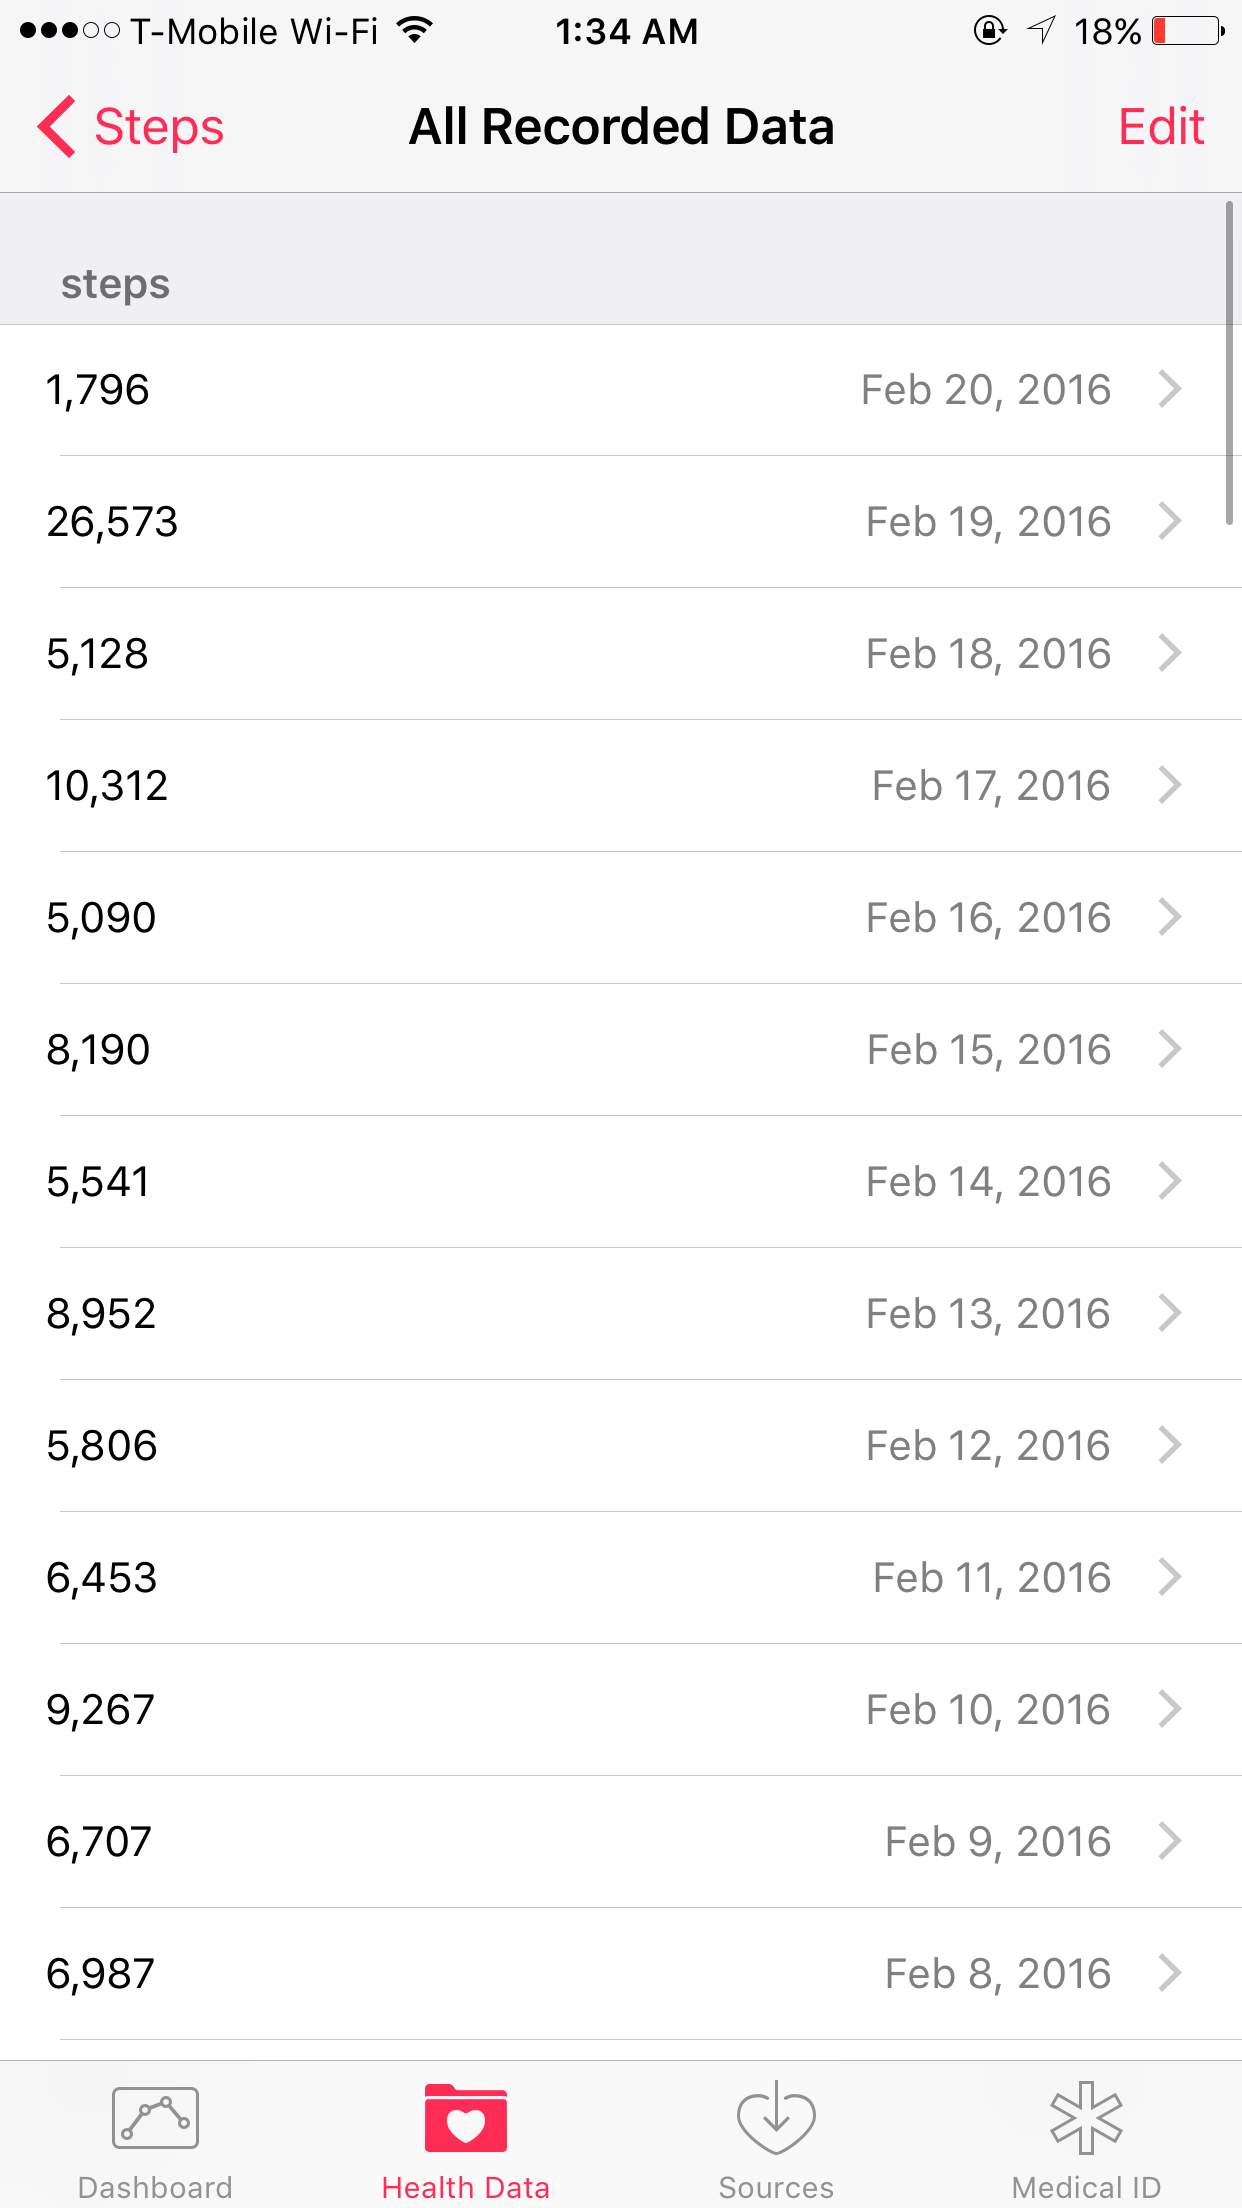 T-Mobile Wi-Fi 1:34 AM 18%
Steps All Recorded Data Edit
steps
1,796 Feb 20, 2016
26,573 Feb 19, 2016
5,128 Feb 18, 2016
10,312 Feb 17, 2016
5,090 Feb 16, 2016
8,190 Feb 15, 2016
5,541 Feb 14, 2016
8,952 Feb 13, 2016
5,806 Feb 12, 2016
6,453 Feb 11, 2016
9,267 Feb 10, 2016
6,707 Feb 9, 2016
6,987 Feb 8, 2016
Dashboard Health Data Sources Medical ID